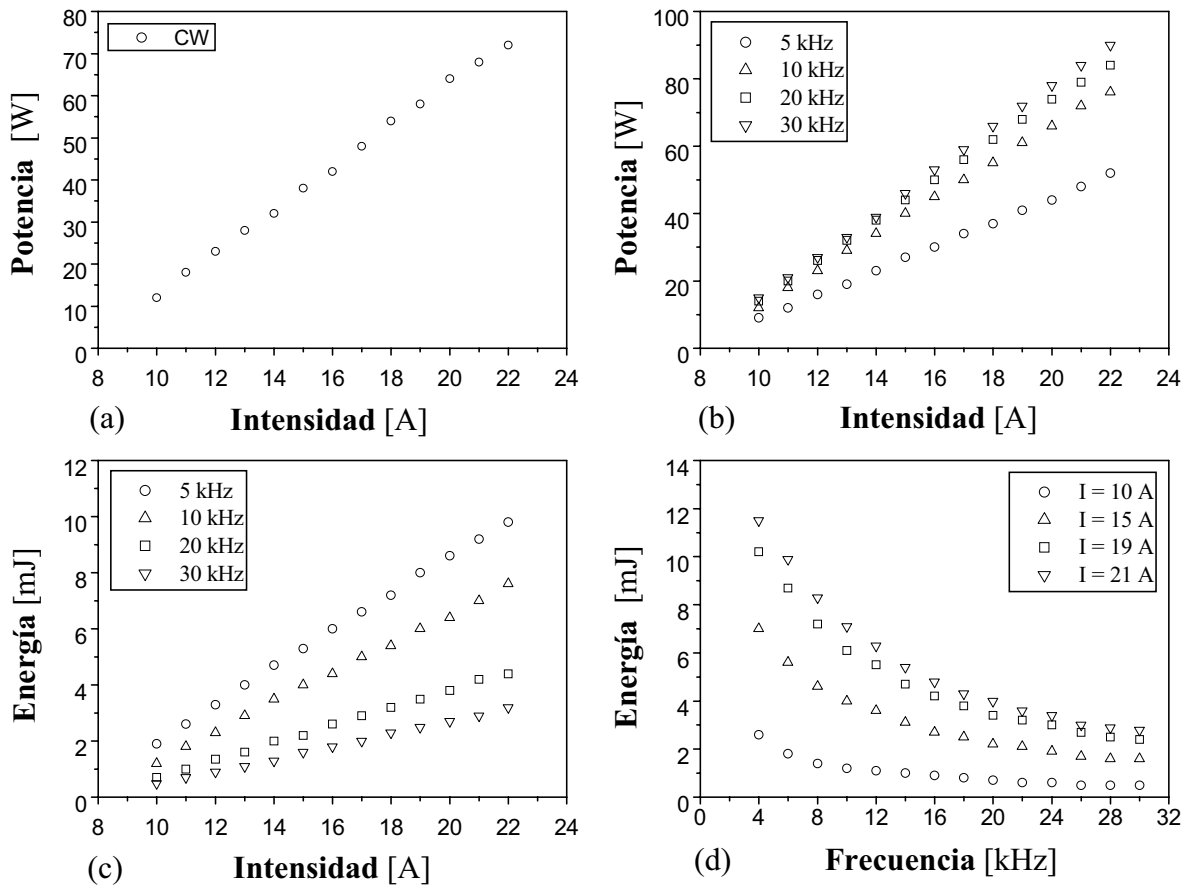 CW
Potencia [W]
80
70
60
50
40
30
20
10
0
8 10 12 14 16 18 20 22 24
(a) Intensidad [A]
5 kHz
10 kHz
20 kHz
30 kHz
Potencia [W]
100
80
60
40
20
0
8 10 12 14 16 18 20 22 24
(b) Intensidad [A]
5 kHz
10 kHz
20 kHz
30 kHz
Energía [mJ]
12
10
8
6
4
2
0
8 10 12 14 16 18 20 22 24
(c) Intensidad [A]
I = 10 A
I = 15 A
I = 19 A
I = 21 A
Energía [mJ]
14
12
10
8
6
4
2
0
0 4 8 12 16 20 24 28 32
(d) Frecuencia [kHz]